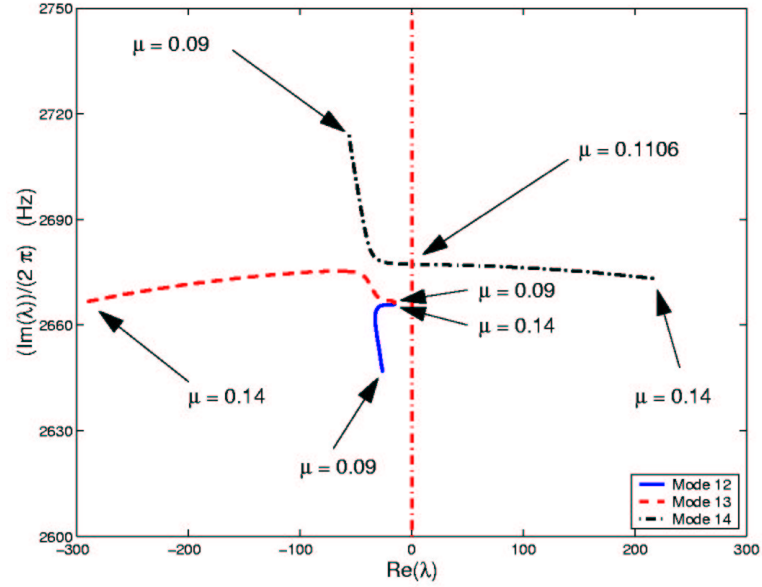 2750
2720
2690
2660
2630
2600
(Im(λ))/(2 π) (Hz)
μ = 0.09
μ = 0.1106
μ = 0.09
μ = 0.14
μ = 0.14
μ = 0.14
μ = 0.09
Mode 12
Mode 13
Mode 14
−300
−200
−100
0
100
200
300
Re(λ)